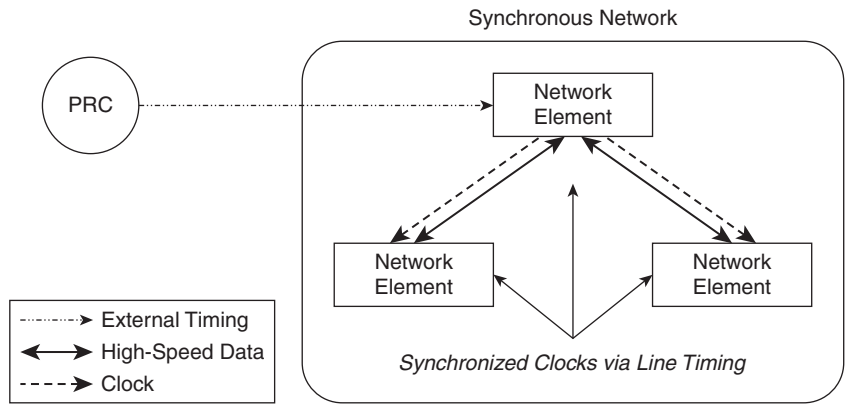 Synchronous Network
PRC
Network
Element
Network
Element
Network
Element
External Timing
High-Speed Data
Clock
Synchronized Clocks via Line Timing